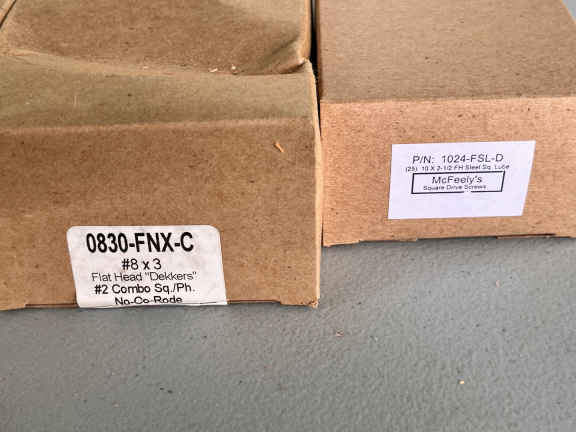 0830-FNX-C
#8 x 3
Flat Head "Dekkers"
#2 Combo Sq./Ph.
No-Co-Rode
P/N: 1024-FSL-D
(25) 10 X 2-1/2 FH Steel Sq. Lube
McFeely's
Square Drive Screws